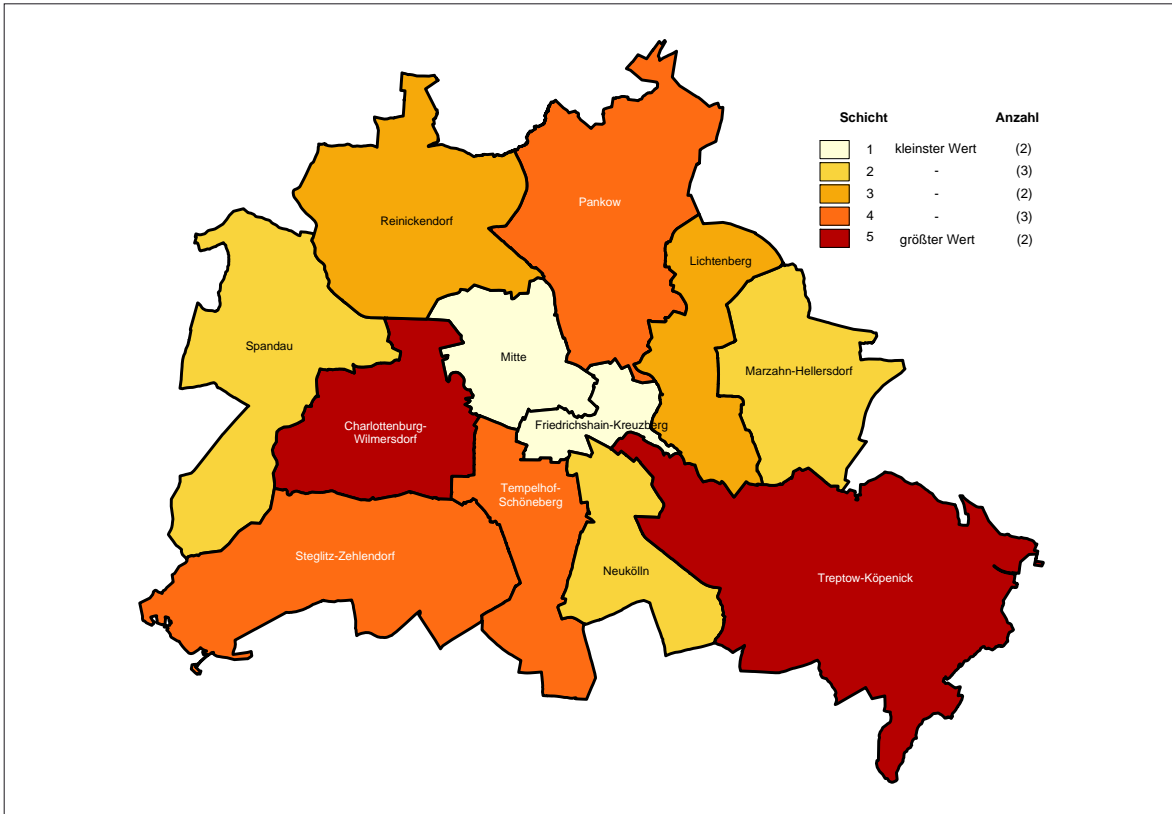 Schicht Anzahl
1 kleinster Wert (2)
2 - (3)
3 - (2)
4 - (3)
5 größter Wert (2)
Pankow
Reinickendorf
Lichtenberg
Spandau
Mitte
Marzahn-Hellersdorf
Charlottenburg-
Wilmersdorf
Friedrichshain-Kreuzberg
Tempelhof-
Schöneberg
Steglitz-Zehlendorf
Neukölln
Treptow-Köpenick